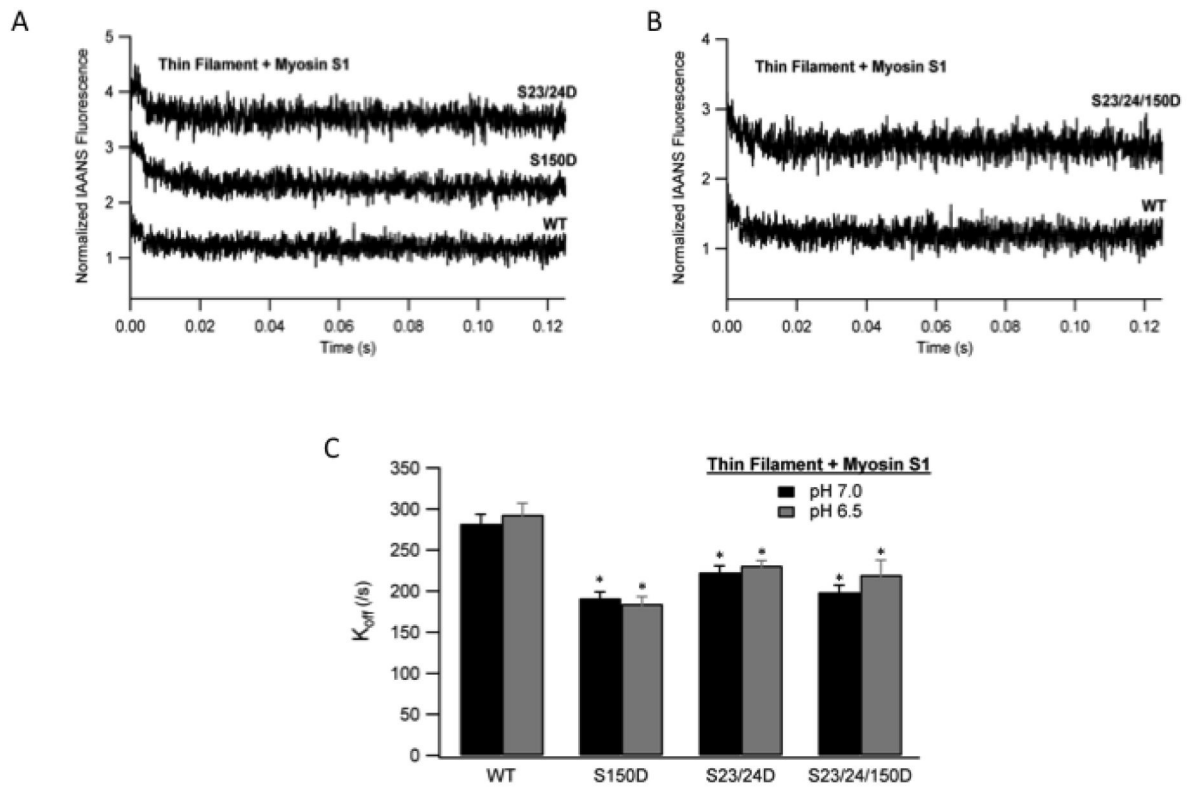 A
Normalized IAANS Fluorescence
5
4
3
2
1
Thin Filament + Myosin S1
S23/24D
S150D
WT
0.00 0.02 0.04 0.06 0.08 0.10 0.12
Time (s)
B
Normalized IAANS Fluorescence
4
3
2
1
Thin Filament + Myosin S1
S23/24/150D
WT
0.00 0.02 0.04 0.06 0.08 0.10 0.12
Time (s)
C
Koff (/s)
350
300
250
200
150
100
50
0
Thin Filament + Myosin S1
pH 7.0
pH 6.5
* * * * * *
WT S150D S23/24D S23/24/150D